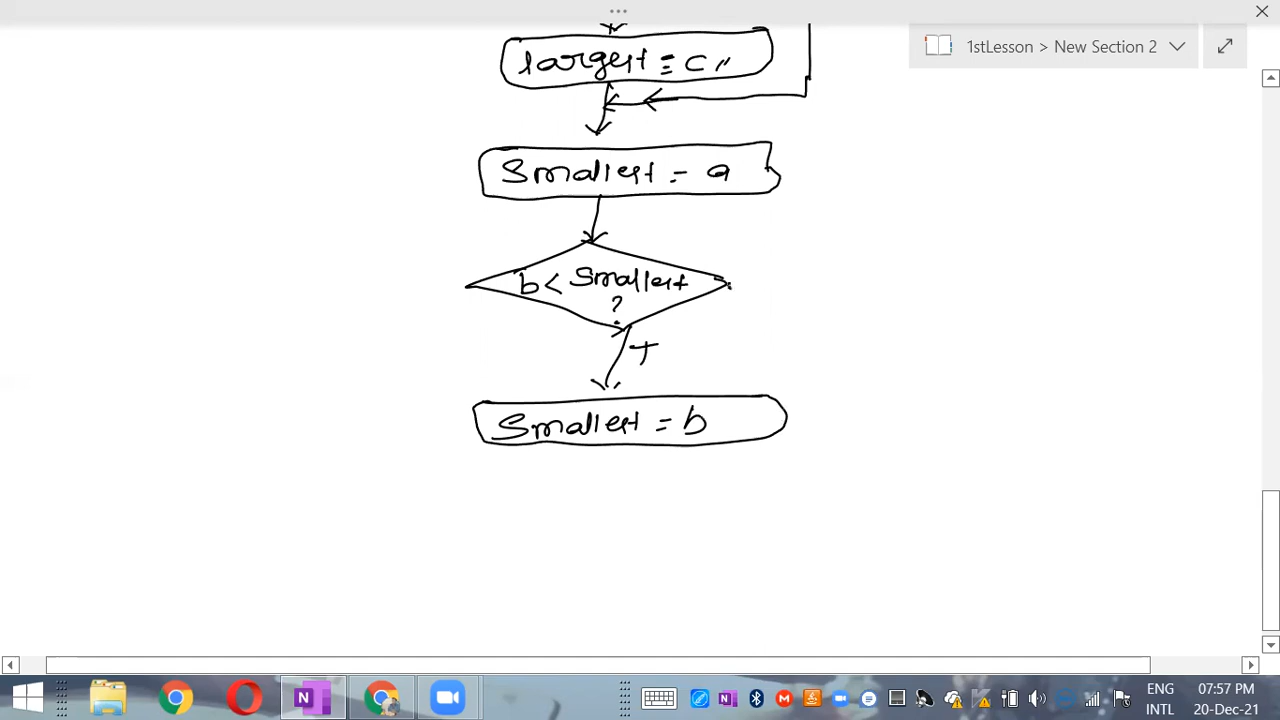 1stLesson > New Section 2
largest = c
Smallest = a
b < Smallest
?
T
Smallest = b
ENG
07:57 PM
INTL
20-Dec-21